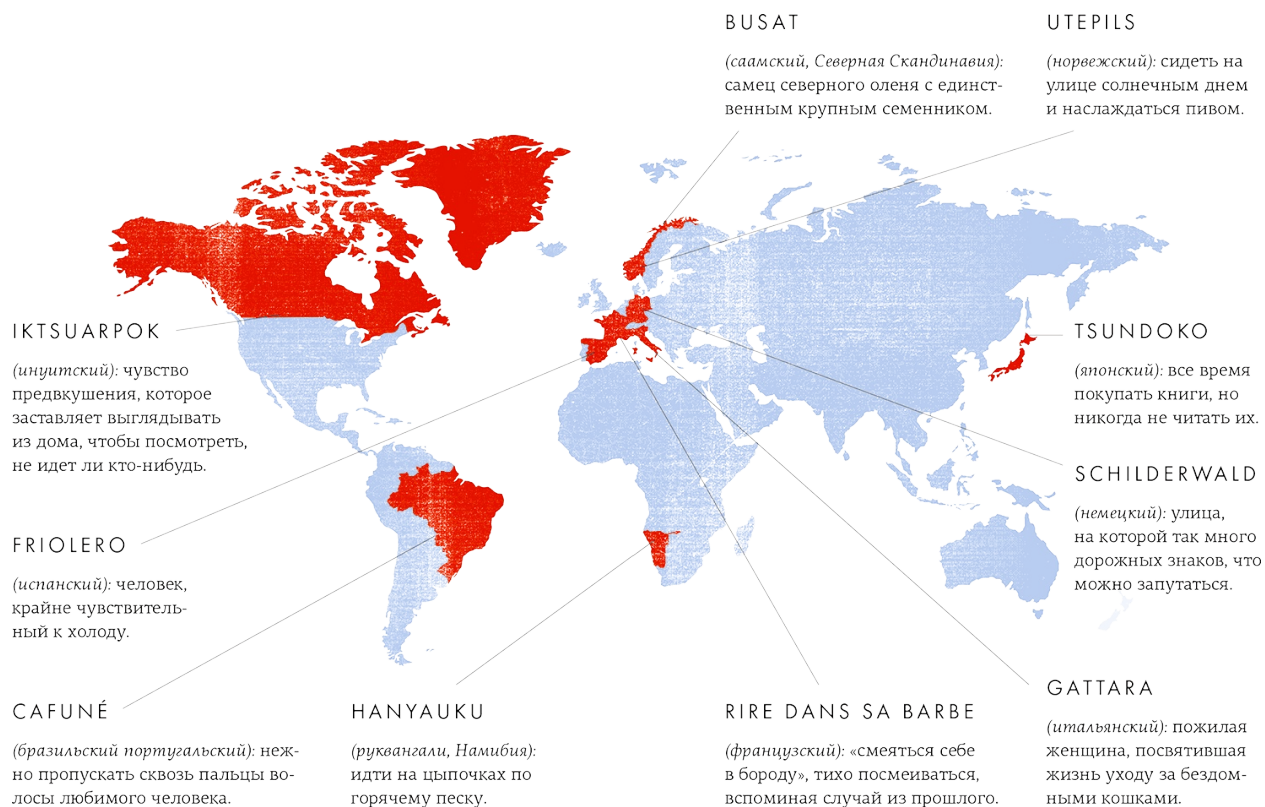 BUSAT
(саамский, Северная Скандинавия):
самец северного оленя с единст-
венным крупным семенником.
UTEPILS
(норвежский): сидеть на
улице солнечным днем
и наслаждаться пивом.
IKTSUARPOK
(инуитский): чувство
предвкушения, которое
заставляет выглядывать
из дома, чтобы посмотреть,
не идет ли кто-нибудь.
TSUNDOKO
(японский): все время
покупать книги, но
никогда не читать их.
SCHILDERWALD
(немецкий): улица,
на которой так много
дорожных знаков, что
можно запутаться.
FRIOLERO
(испанский): человек,
крайне чувствитель-
ный к холоду.
CAFUNÉ
(бразильский португальский): неж-
но пропускать сквозь пальцы во-
лосы любимого человека.
HANYAUKU
(руквангали, Намибия):
идти на цыпочках по
горячему песку.
RIRE DANS SA BARBE
(французский): «смеяться себе
в бороду», тихо посмеиваться,
вспоминая случай из прошлого.
GATTARA
(итальянский): пожилая
женщина, посвятившая
жизнь уходу за бездом-
ными кошками.